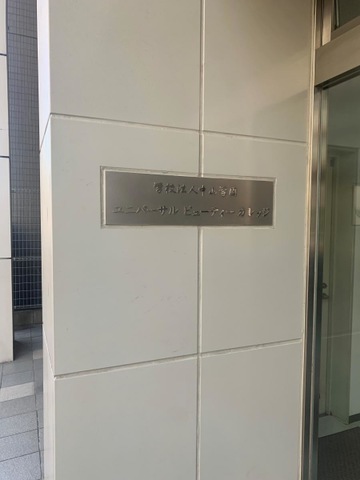 学校法人中山学園
ユニバーサル ビューティー カレッジ